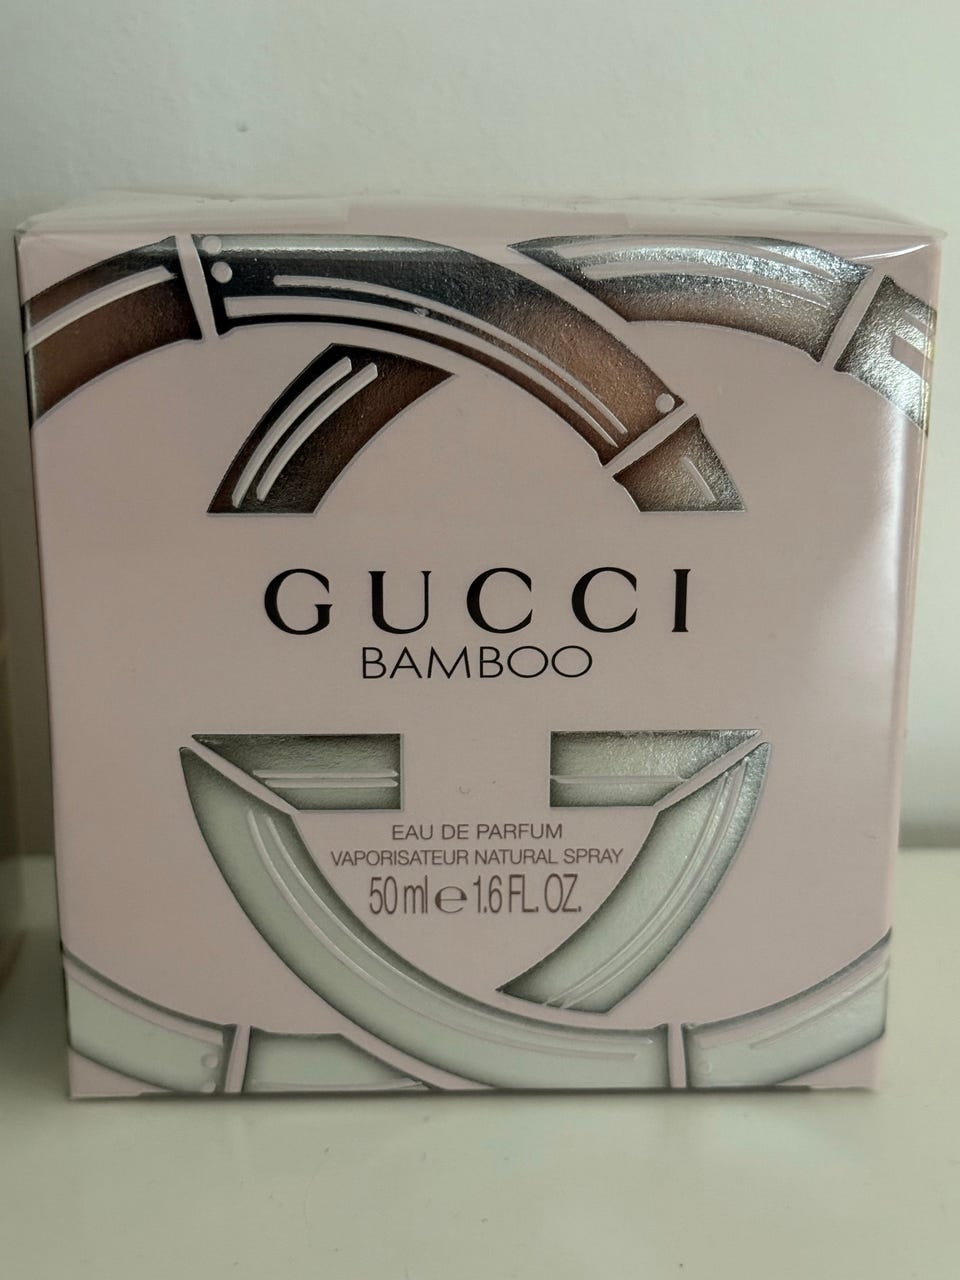 GUCCI
BAMBOO
EAU DE PARFUM
VAPORISATEUR NATURAL SPRAY
50 ml ℮ 1.6 FL. OZ.